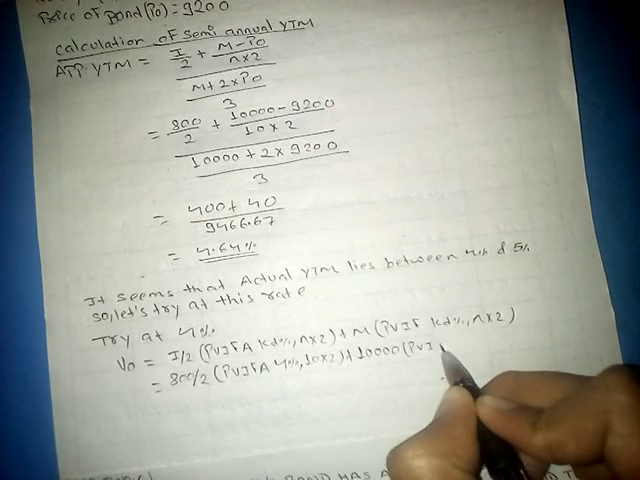 Price of Bond (Po) = 9200
calculation of semi annual YTM
APP. YTM = I/2 + M-Po/n×2
M+2×Po
3
= 800/2 + 10000-9200/10×2
10000+2×9200
3
= 400+40
9466.67
= 4.64%
It seems that Actual YTM lies between 4% & 5%
so, let's try at this rate
Try at 4%
Vo = I/2 (PVIFA kd%, n×2) + M (PVIF kd%, n×2)
= 800/2 (PVIFA 4%, 10×2) + 10000 (PVI
BOND HAS A